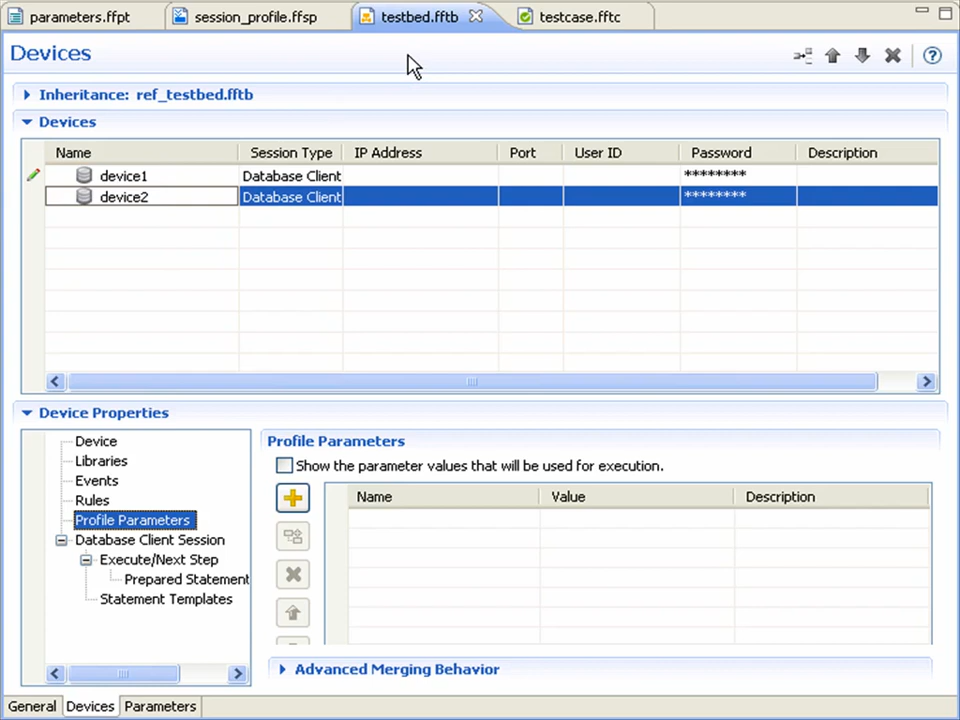 parameters.ffpt
session_profile.ffsp
testbed.fftb
testcase.fftc
Devices
Inheritance: ref_testbed.fftb
Devices
Name Session Type IP Address Port User ID Password Description
device1 Database Client ********
device2 Database Client ********
Device Properties
Device
Libraries
Events
Rules
Profile Parameters
Database Client Session
Execute/Next Step
Prepared Statement
Statement Templates
Profile Parameters
Show the parameter values that will be used for execution.
Name Value Description
Advanced Merging Behavior
General Devices Parameters